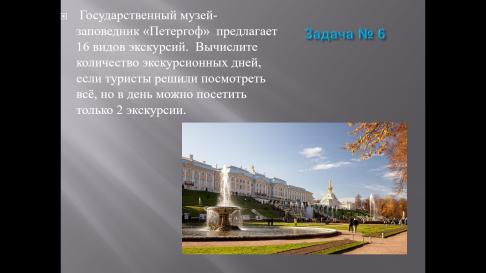 Государственный музей-
заповедник «Петергоф» предлагает
16 видов экскурсий. Вычислите
количество экскурсионных дней,
если туристы решили посмотреть
всё, но в день можно посетить
только 2 экскурсии.
Задача № 6